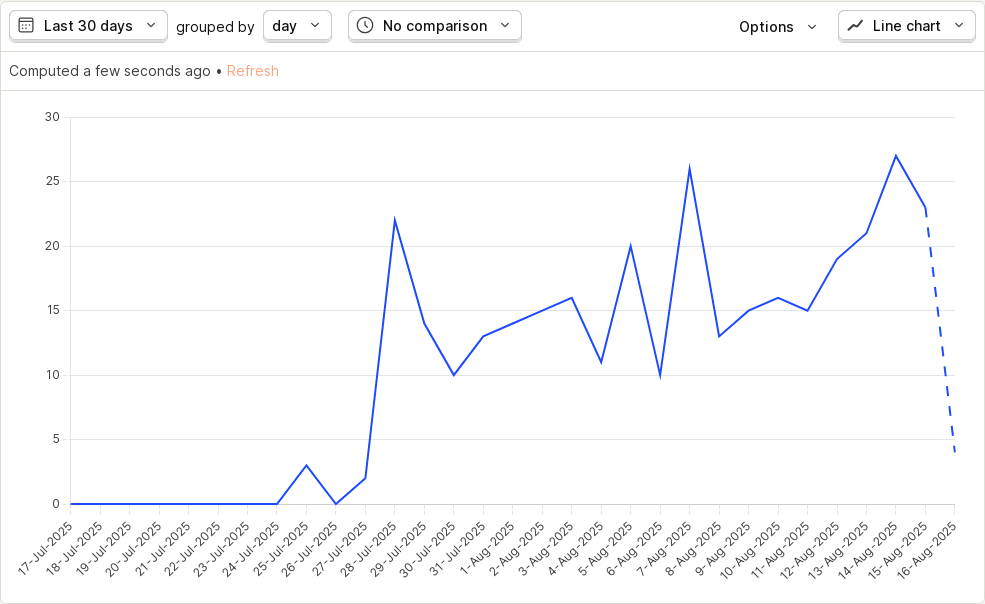 Last 30 days grouped by day No comparison Options Line chart
Computed a few seconds ago • Refresh
30
25
20
15
10
5
0
17-Jul-2025
18-Jul-2025
19-Jul-2025
20-Jul-2025
21-Jul-2025
22-Jul-2025
23-Jul-2025
24-Jul-2025
25-Jul-2025
26-Jul-2025
27-Jul-2025
28-Jul-2025
29-Jul-2025
30-Jul-2025
31-Jul-2025
1-Aug-2025
2-Aug-2025
3-Aug-2025
4-Aug-2025
5-Aug-2025
6-Aug-2025
7-Aug-2025
8-Aug-2025
9-Aug-2025
10-Aug-2025
11-Aug-2025
12-Aug-2025
13-Aug-2025
14-Aug-2025
15-Aug-2025
16-Aug-2025